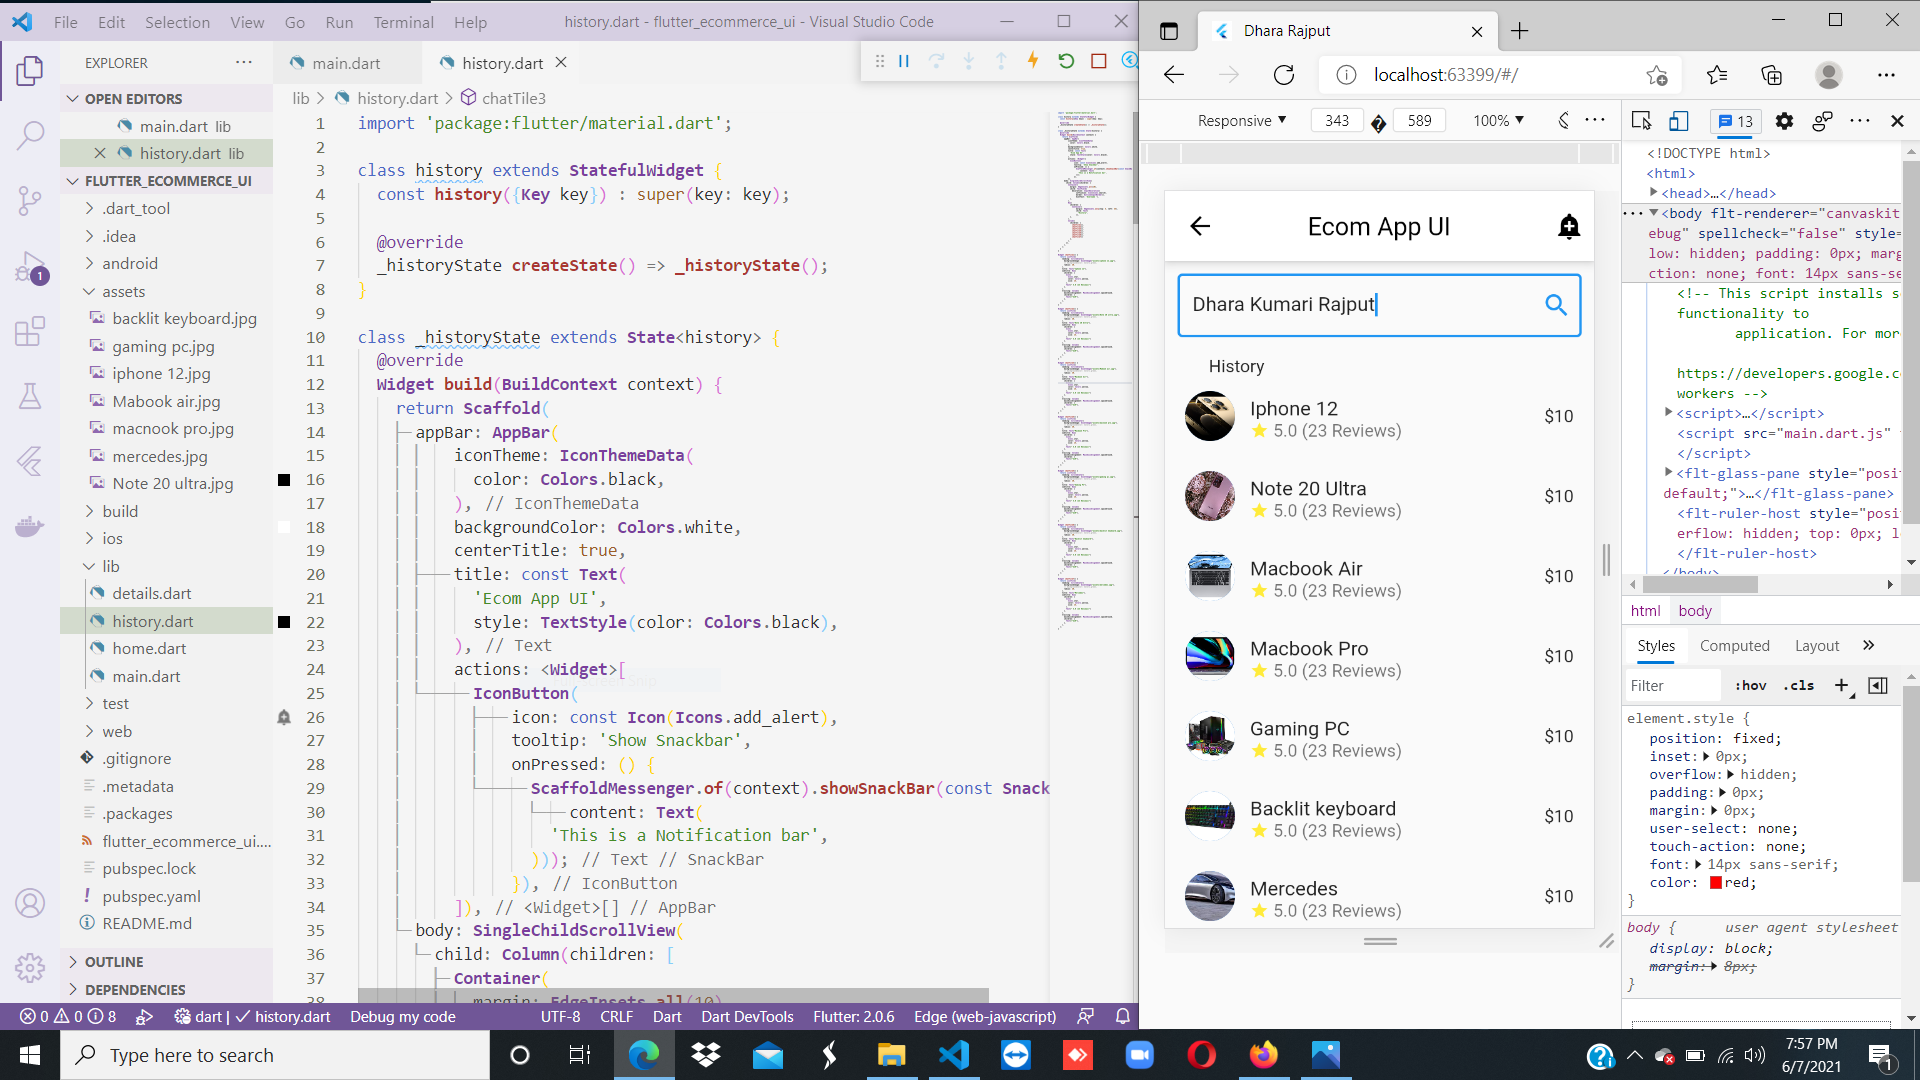 File Edit Selection View Go Run Terminal Help
history.dart - flutter_ecommerce_ui - Visual Studio Code
EXPLORER
OPEN EDITORS
main.dart lib
history.dart lib
FLUTTER_ECOMMERCE_UI
.dart_tool
.idea
android
assets
backlit keyboard.jpg
gaming pc.jpg
iphone 12.jpg
Mabook air.jpg
macnook pro.jpg
mercedes.jpg
Note 20 ultra.jpg
build
ios
lib
details.dart
history.dart
home.dart
main.dart
test
web
.gitignore
.metadata
.packages
flutter_ecommerce_ui....
pubspec.lock
pubspec.yaml
README.md
OUTLINE
DEPENDENCIES
1
main.dart
history.dart
lib > history.dart > chatTile3
1 import 'package:flutter/material.dart';
2
3 class history extends StatefulWidget {
4 const history({Key key}) : super(key: key);
5
6 @override
7 _historyState createState() => _historyState();
8 }
9
10 class _historyState extends State<history> {
11 @override
12 Widget build(BuildContext context) {
13 return Scaffold(
14 appBar: AppBar(
15 iconTheme: IconThemeData(
16 color: Colors.black,
17 ), // IconThemeData
18 backgroundColor: Colors.white,
19 centerTitle: true,
20 title: const Text(
21 'Ecom App UI',
22 style: TextStyle(color: Colors.black),
23 ), // Text
24 actions: <Widget>[
25 IconButton(
26 icon: const Icon(Icons.add_alert),
27 tooltip: 'Show Snackbar',
28 onPressed: () {
29 ScaffoldMessenger.of(context).showSnackBar(const Snack
30 content: Text(
31 'This is a Notification bar',
32 ))); // Text // SnackBar
33 }), // IconButton
34 ]), // <Widget>[] // AppBar
35 body: SingleChildScrollView(
36 child: Column(children: [
37 Container(
38 margin: EdgeInsets.all(10),
0 0 8 dart | history.dart Debug my code
UTF-8 CRLF Dart Dart DevTools Flutter: 2.0.6 Edge (web-javascript)
Dhara Rajput
localhost:63399/#/
Responsive 343 589 100%
13
Ecom App UI
Dhara Kumari Rajput
History
Iphone 12
5.0 (23 Reviews)
$10
Note 20 Ultra
5.0 (23 Reviews)
$10
Macbook Air
5.0 (23 Reviews)
$10
Macbook Pro
5.0 (23 Reviews)
$10
Gaming PC
5.0 (23 Reviews)
$10
Backlit keyboard
5.0 (23 Reviews)
$10
Mercedes
5.0 (23 Reviews)
$10
<!DOCTYPE html>
<html>
<head>…</head>
<body flt-renderer="canvaskit
ebug" spellcheck="false" style=
low: hidden; padding: 0px; mar
ction: none; font: 14px sans-se
<!-- This script installs s
functionality to
application. For mor
https://developers.google.c
workers -->
<script>…</script>
<script src="main.dart.js"
</script>
<flt-glass-pane style="posi
default;">…</flt-glass-pane>
<flt-ruler-host style="posi
erflow: hidden; top: 0px; l
</flt-ruler-host>
</body>
html body
Styles Computed Layout
Filter :hov .cls
element.style {
position: fixed;
inset: 0px;
overflow: hidden;
padding: 0px;
margin: 0px;
user-select: none;
touch-action: none;
font: 14px sans-serif;
color: red;
}
body { user agent stylesheet
display: block;
margin: 8px;
}
Type here to search
7:57 PM
6/7/2021
1